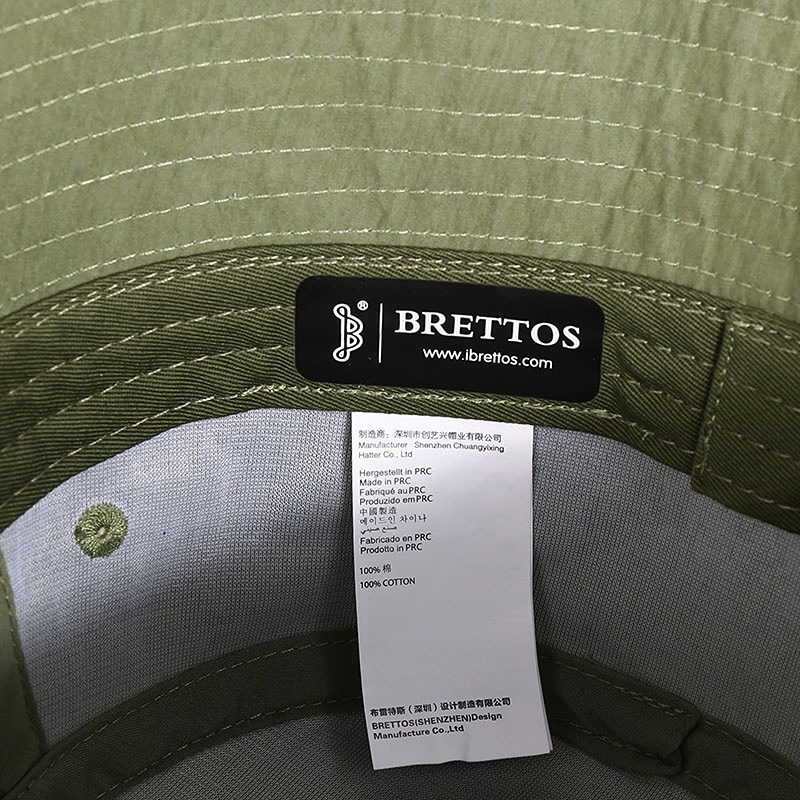 ®
BRETTOS
www.ibrettos.com
制造商：深圳市创艺兴帽业有限公司
Manufacturer Shenzhen Chuangyixing
Hatter Co., Ltd
Hergestellt in PRC
Made in PRC
Fabriqué au PRC
Produzido em PRC
中國製造
메이드인 차이나
صنع صيني
Fabricado en PRC
Prodotto in PRC
100% 棉
100% COTTON
布雷特斯（深圳）设计制造有限公司
BRETTOS(SHENZHEN)Design
Manufacture Co.,Ltd